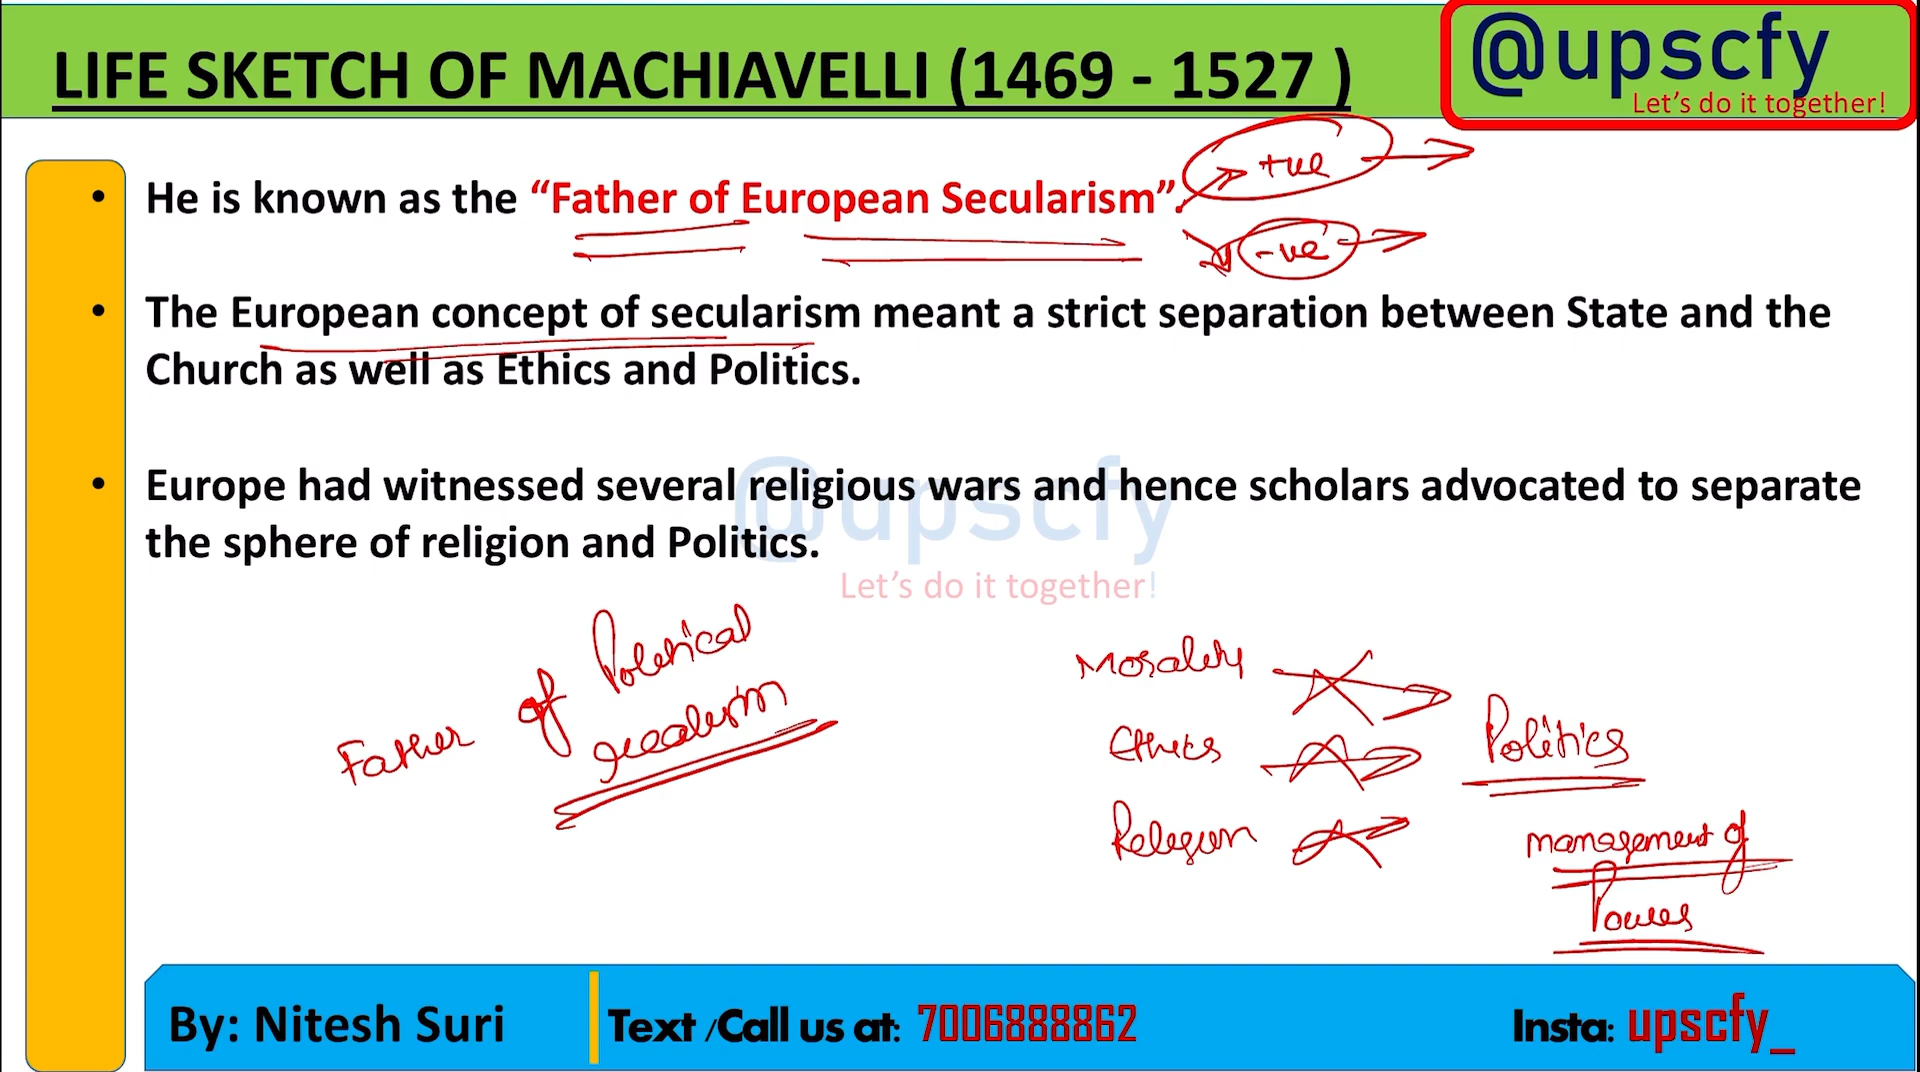 LIFE SKETCH OF MACHIAVELLI (1469 - 1527 )
@upscfy
Let's do it together!
• He is known as the “Father of European Secularism”.
+ve
-ve
• The European concept of secularism meant a strict separation between State and the
Church as well as Ethics and Politics.
• Europe had witnessed several religious wars and hence scholars advocated to separate
the sphere of religion and Politics.
@upscfy
Let's do it together!
Father of Political
realism
Morality
Ethics
Religion
Politics
management of
Power
By: Nitesh Suri
Text /Call us at: 7006888862
Insta: upscfy_